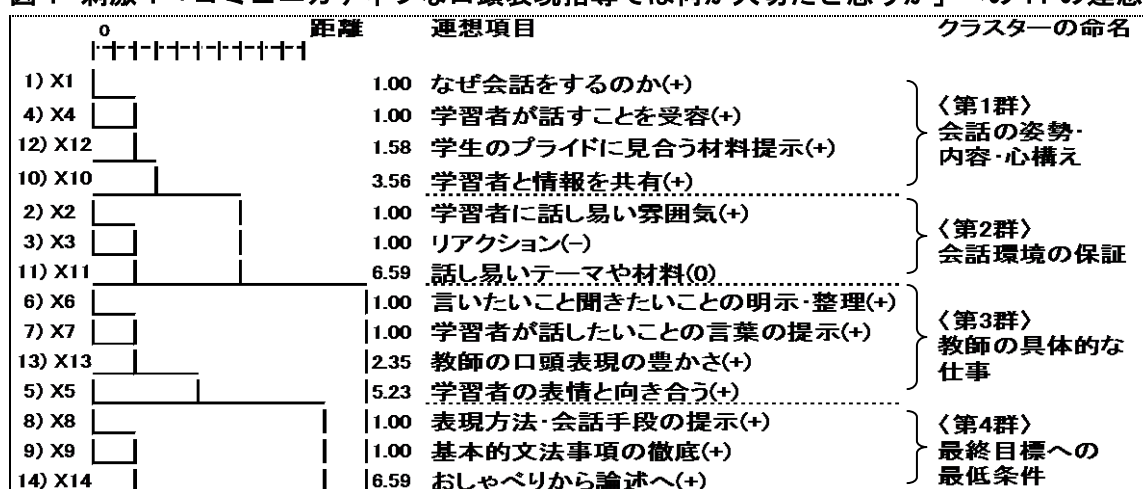 図1 刺激1「コミュニカティブな口頭表現指導では何が大切だと思うか」への
0 距離 連想項目 クラスターの命名
1) X1 1.00 なぜ会話をするのか(+)
4) X4 1.00 学習者が話すことを受容(+)
12) X12 1.58 学生のプライドに見合う材料提示(+)
10) X10 3.56 学習者と情報を共有(+)
〈第1群〉
会話の姿勢・
内容・心構え
2) X2 1.00 学習者に話し易い雰囲気(+)
3) X3 1.00 リアクション(−)
11) X11 6.59 話し易いテーマや材料(0)
〈第2群〉
会話環境の保証
6) X6 1.00 言いたいこと聞きたいことの明示・整理(+)
7) X7 1.00 学習者が話したいことの言葉の提示(+)
13) X13 2.35 教師の口頭表現の豊かさ(+)
5) X5 5.23 学習者の表情と向き合う(+)
〈第3群〉
教師の具体的な
仕事
8) X8 1.00 表現方法・会話手段の提示(+)
9) X9 1.00 基本的文法事項の徹底(+)
14) X14 6.59 おしゃべりから論述へ(+)
〈第4群〉
最終目標への
最低条件